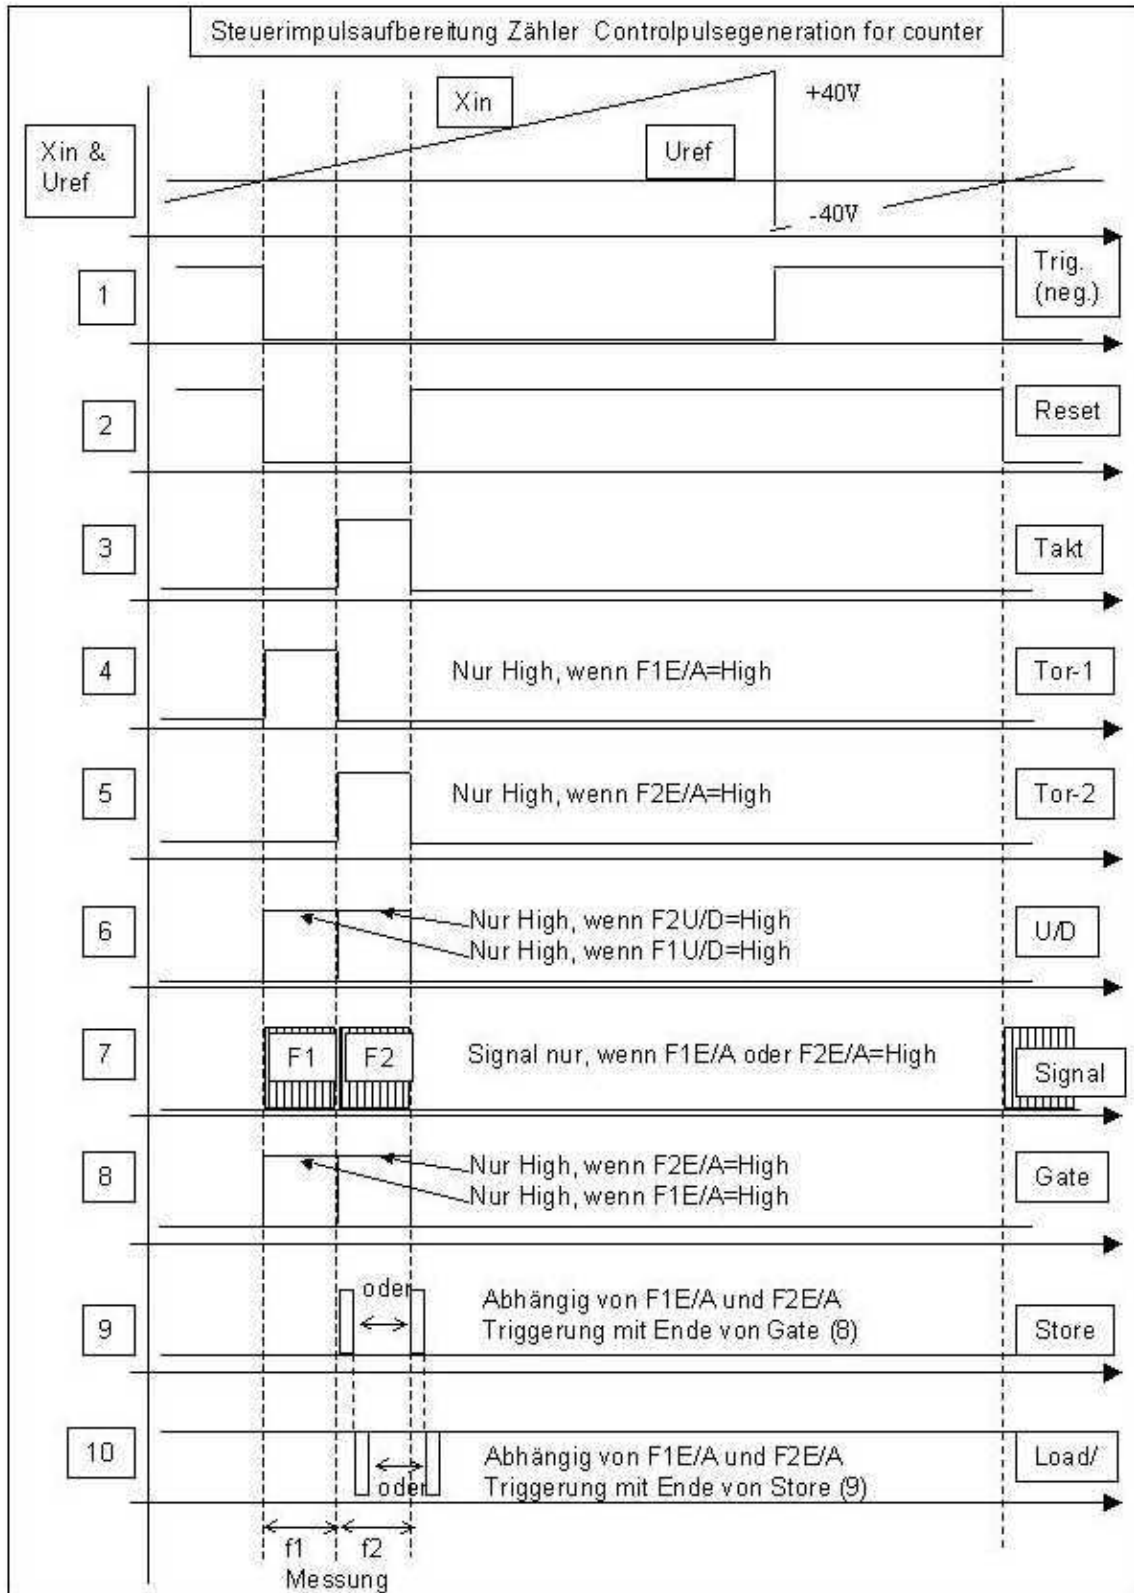 Steuerimpulsaufbereitung Zähler Controlpulsegeneration for counter
Xin
+40V
Xin &
Uref
Uref
-40V
1
Trig.
(neg.)
2
Reset
3
Takt
4
Nur High, wenn F1E/A=High
Tor-1
5
Nur High, wenn F2E/A=High
Tor-2
6
Nur High, wenn F2U/D=High
Nur High, wenn F1U/D=High
U/D
7
F1
F2
Signal nur, wenn F1E/A oder F2E/A=High
Signal
8
Nur High, wenn F2E/A=High
Nur High, wenn F1E/A=High
Gate
9
oder
Abhängig von F1E/A und F2E/A
Triggerung mit Ende von Gate (8)
Store
10
oder
Abhängig von F1E/A und F2E/A
Triggerung mit Ende von Store (9)
Load/
f1
f2
Messung